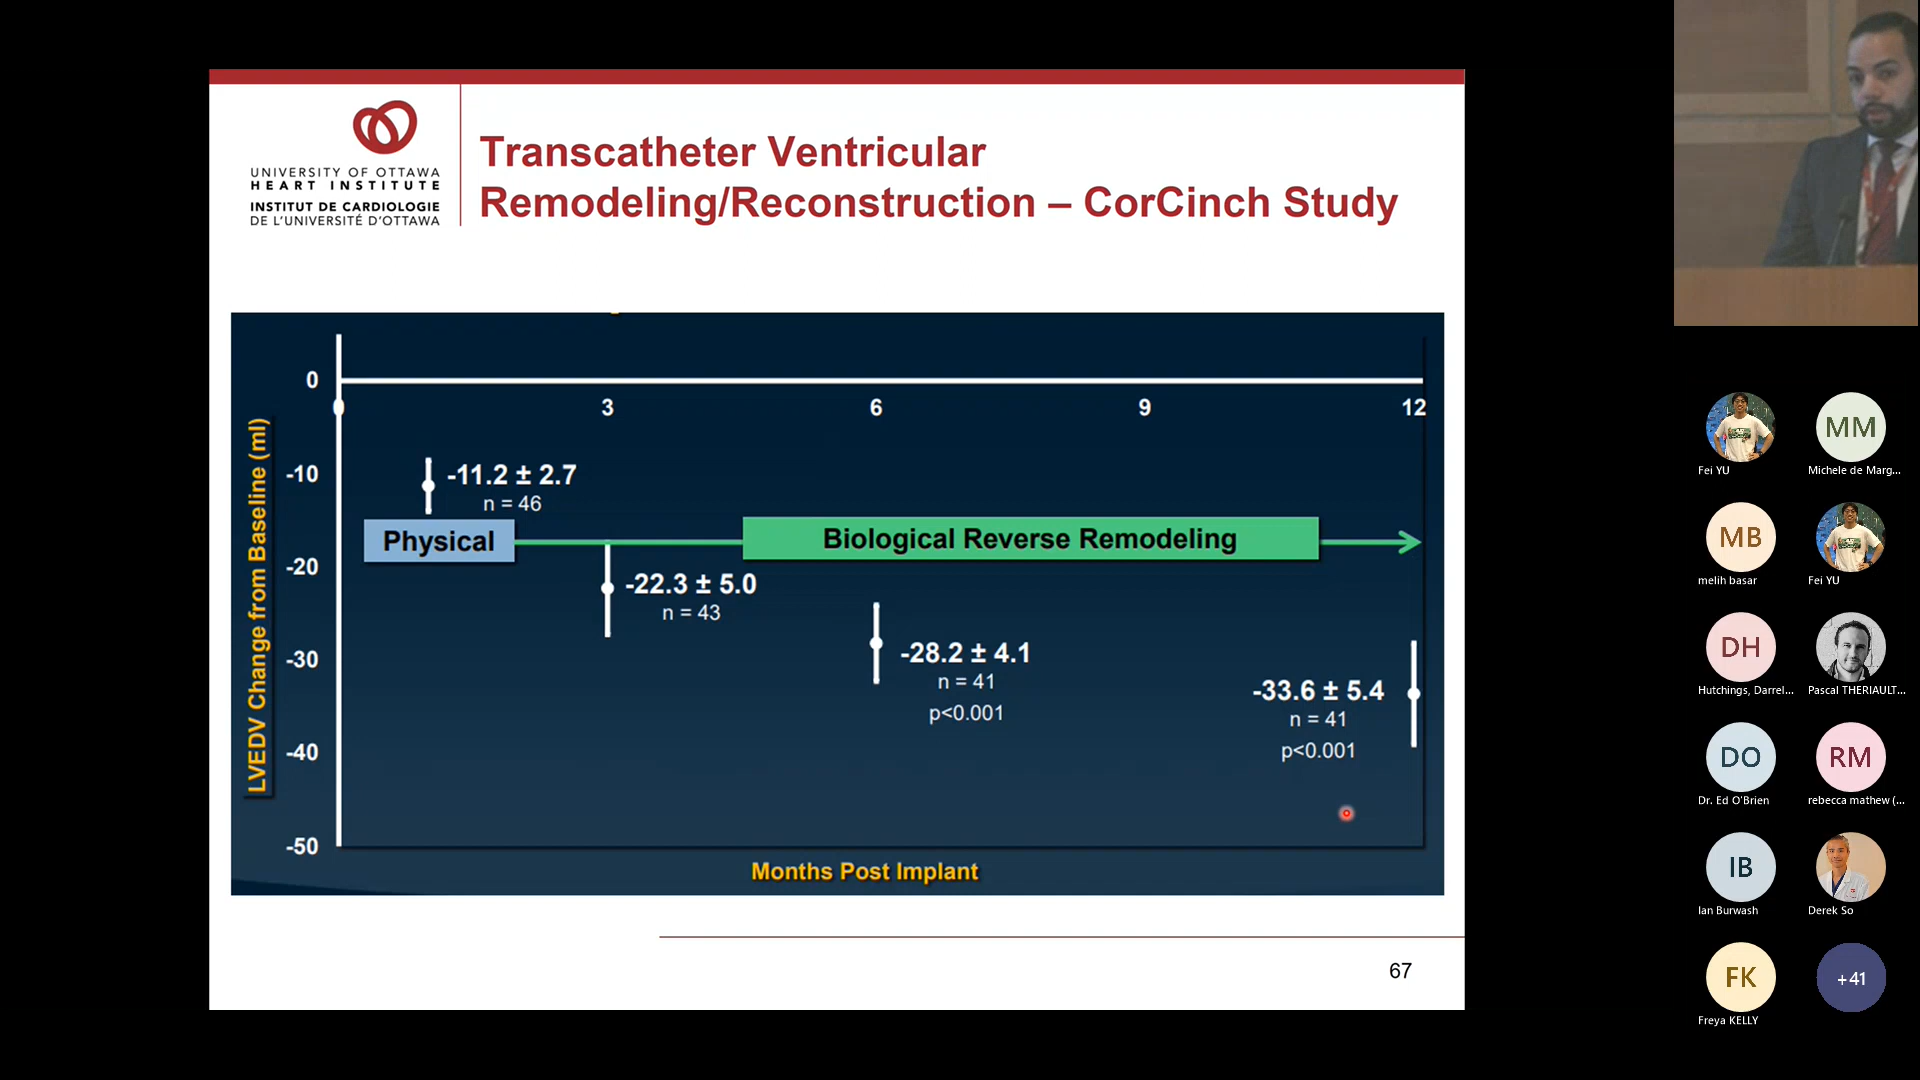 UNIVERSITY OF OTTAWA
HEART INSTITUTE
INSTITUT DE CARDIOLOGIE
DE L'UNIVERSITÉ D'OTTAWA
Transcatheter Ventricular
Remodeling/Reconstruction – CorCinch Study
LVEDV Change from Baseline (ml)
0
-10
-20
-30
-40
-50
0
3
6
9
12
-11.2 ± 2.7
n = 46
Physical
Biological Reverse Remodeling
-22.3 ± 5.0
n = 43
-28.2 ± 4.1
n = 41
p<0.001
-33.6 ± 5.4
n = 41
p<0.001
Months Post Implant
67
Fei YU
MM
Michele de Marg...
MB
melih basar
Fei YU
DH
Hutchings, Darrel...
Pascal THERIAULT...
DO
Dr. Ed O'Brien
RM
rebecca mathew (...
IB
Ian Burwash
Derek So
FK
Freya KELLY
+41